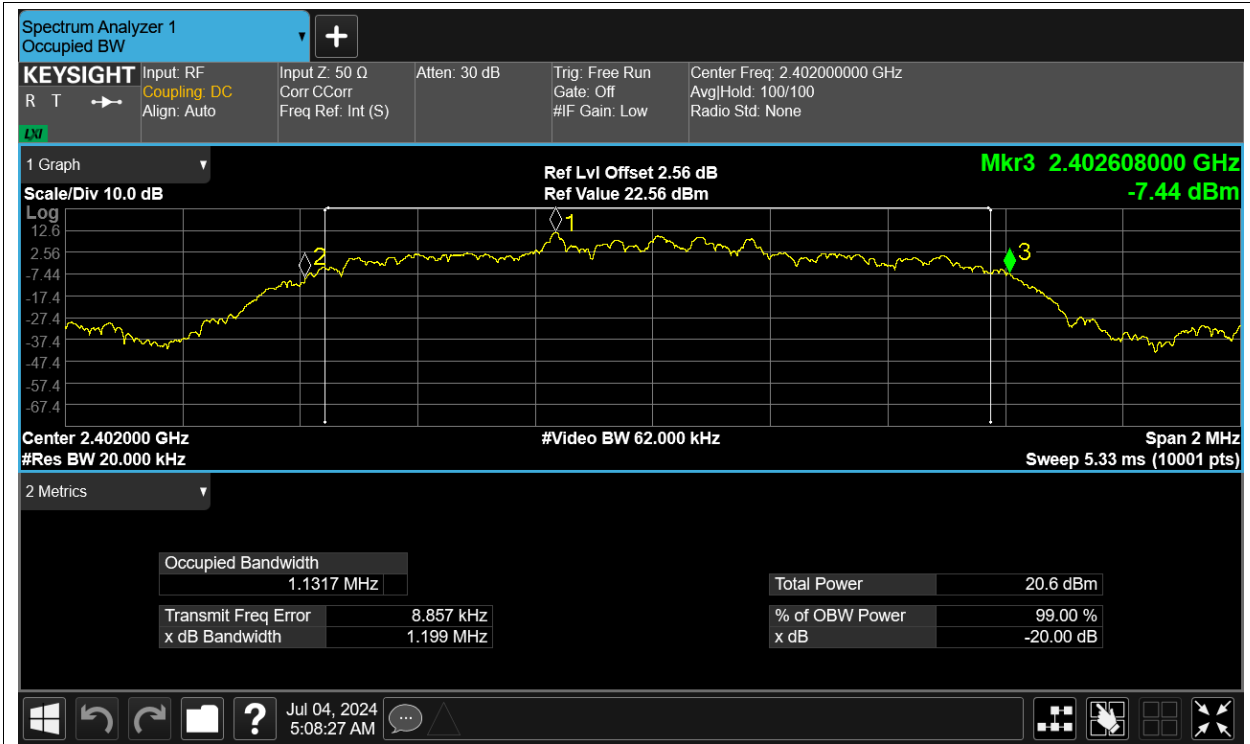 Spectrum Analyzer 1
Occupied BW
▼
+
KEYSIGHT
R T
LXI
Input: RF
Coupling: DC
Align: Auto
Input Z: 50 Ω
Corr CCorr
Freq Ref: Int (S)
Atten: 30 dB
Trig: Free Run
Gate: Off
#IF Gain: Low
Center Freq: 2.402000000 GHz
Avg|Hold: 100/100
Radio Std: None
1 Graph ▼
Scale/Div 10.0 dB
Ref Lvl Offset 2.56 dB
Ref Value 22.56 dBm
Mkr3 2.402608000 GHz
-7.44 dBm
Log
12.6
2.56
-7.44
-17.4
-27.4
-37.4
-47.4
-57.4
-67.4
1
2
3
Center 2.402000 GHz
#Video BW 62.000 kHz
Span 2 MHz
#Res BW 20.000 kHz
Sweep 5.33 ms (10001 pts)
2 Metrics ▼
Occupied Bandwidth
1.1317 MHz
Transmit Freq Error 8.857 kHz
x dB Bandwidth 1.199 MHz
Total Power 20.6 dBm
% of OBW Power 99.00 %
x dB -20.00 dB
?
Jul 04, 2024
5:08:27 AM